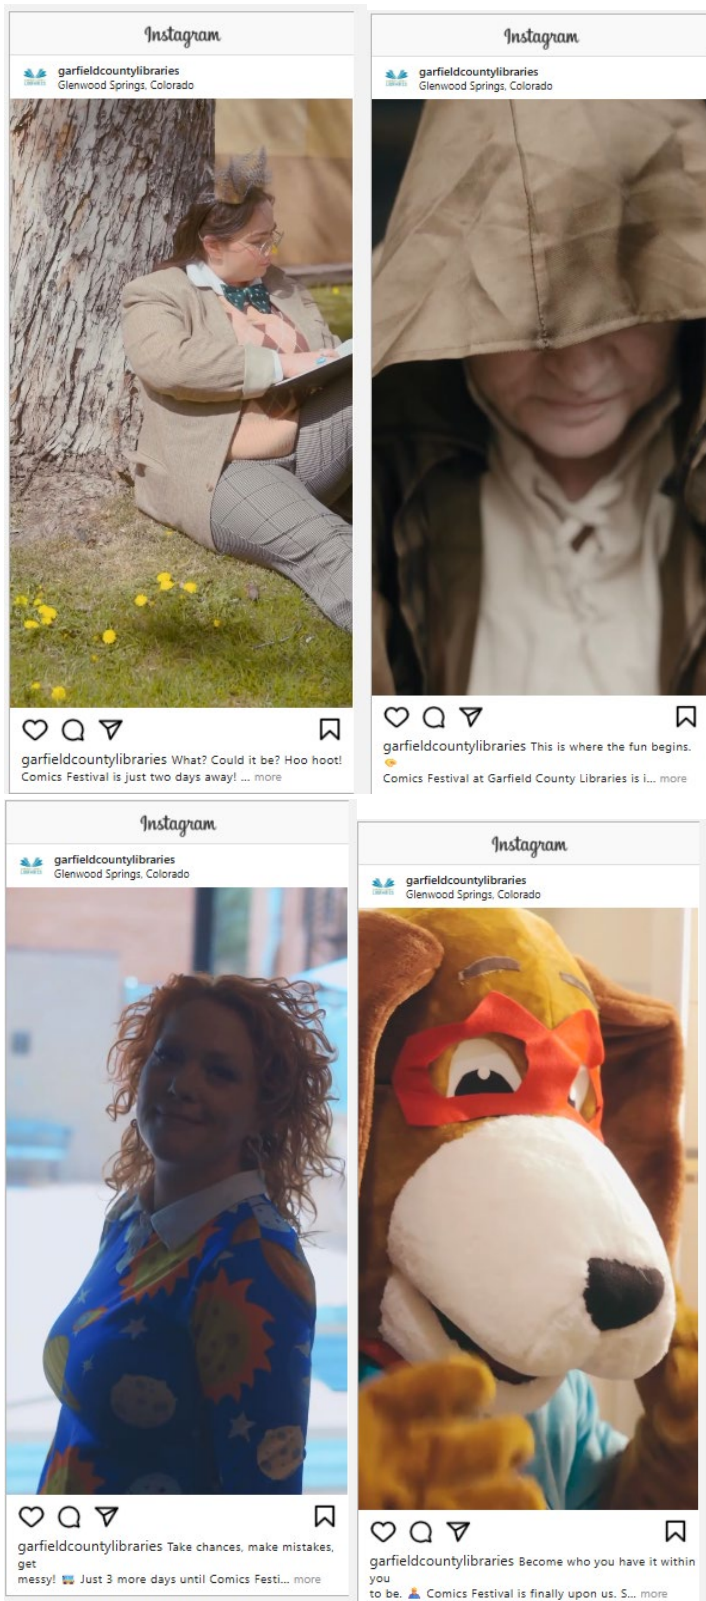 Instagram
garfieldcountylibraries
Glenwood Springs, Colorado
garfieldcountylibraries What? Could it be? Hoo hoot!
Comics Festival is just two days away! ... more
Instagram
garfieldcountylibraries
Glenwood Springs, Colorado
garfieldcountylibraries This is where the fun begins.
Comics Festival at Garfield County Libraries is i... more
Instagram
garfieldcountylibraries
Glenwood Springs, Colorado
garfieldcountylibraries Take chances, make mistakes,
get
messy! 🚌 Just 3 more days until Comics Festi... more
Instagram
garfieldcountylibraries
Glenwood Springs, Colorado
garfieldcountylibraries Become who you have it within
you
to be. Comics Festival is finally upon us. S... more